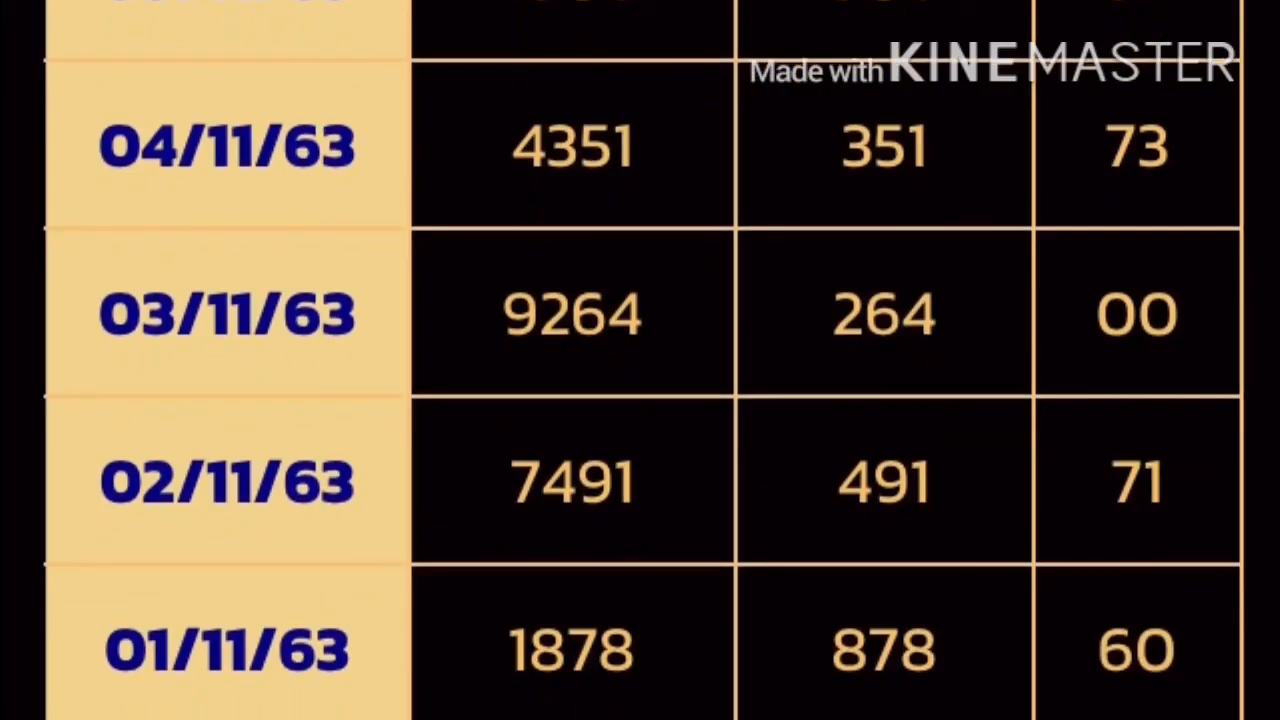 Made with KINEMASTER
04/11/63 4351 351 73
03/11/63 9264 264 00
02/11/63 7491 491 71
01/11/63 1878 878 60